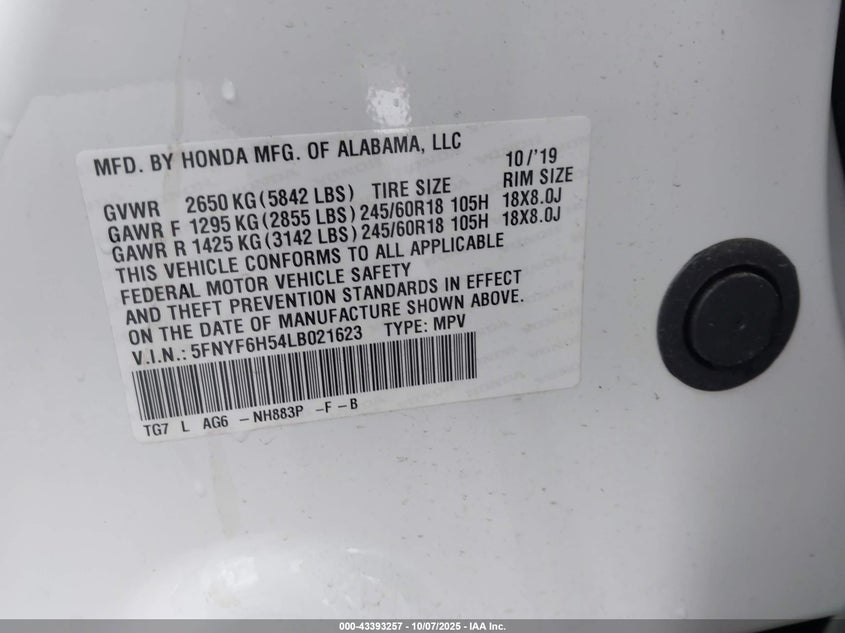 MFD. BY HONDA MFG. OF ALABAMA, LLC 10/'19
GVWR 2650 KG (5842 LBS) TIRE SIZE RIM SIZE
GAWR F 1295 KG (2855 LBS) 245/60R18 105H 18X8.0J
GAWR R 1425 KG (3142 LBS) 245/60R18 105H 18X8.0J
THIS VEHICLE CONFORMS TO ALL APPLICABLE
FEDERAL MOTOR VEHICLE SAFETY
AND THEFT PREVENTION STANDARDS IN EFFECT
ON THE DATE OF MANUFACTURE SHOWN ABOVE.
V.I.N.: 5FNYF6H54LB021623 TYPE: MPV
TG7 L AG6 -NH883P -F-B
000-43393257 - 10/07/2025 - IAA Inc.